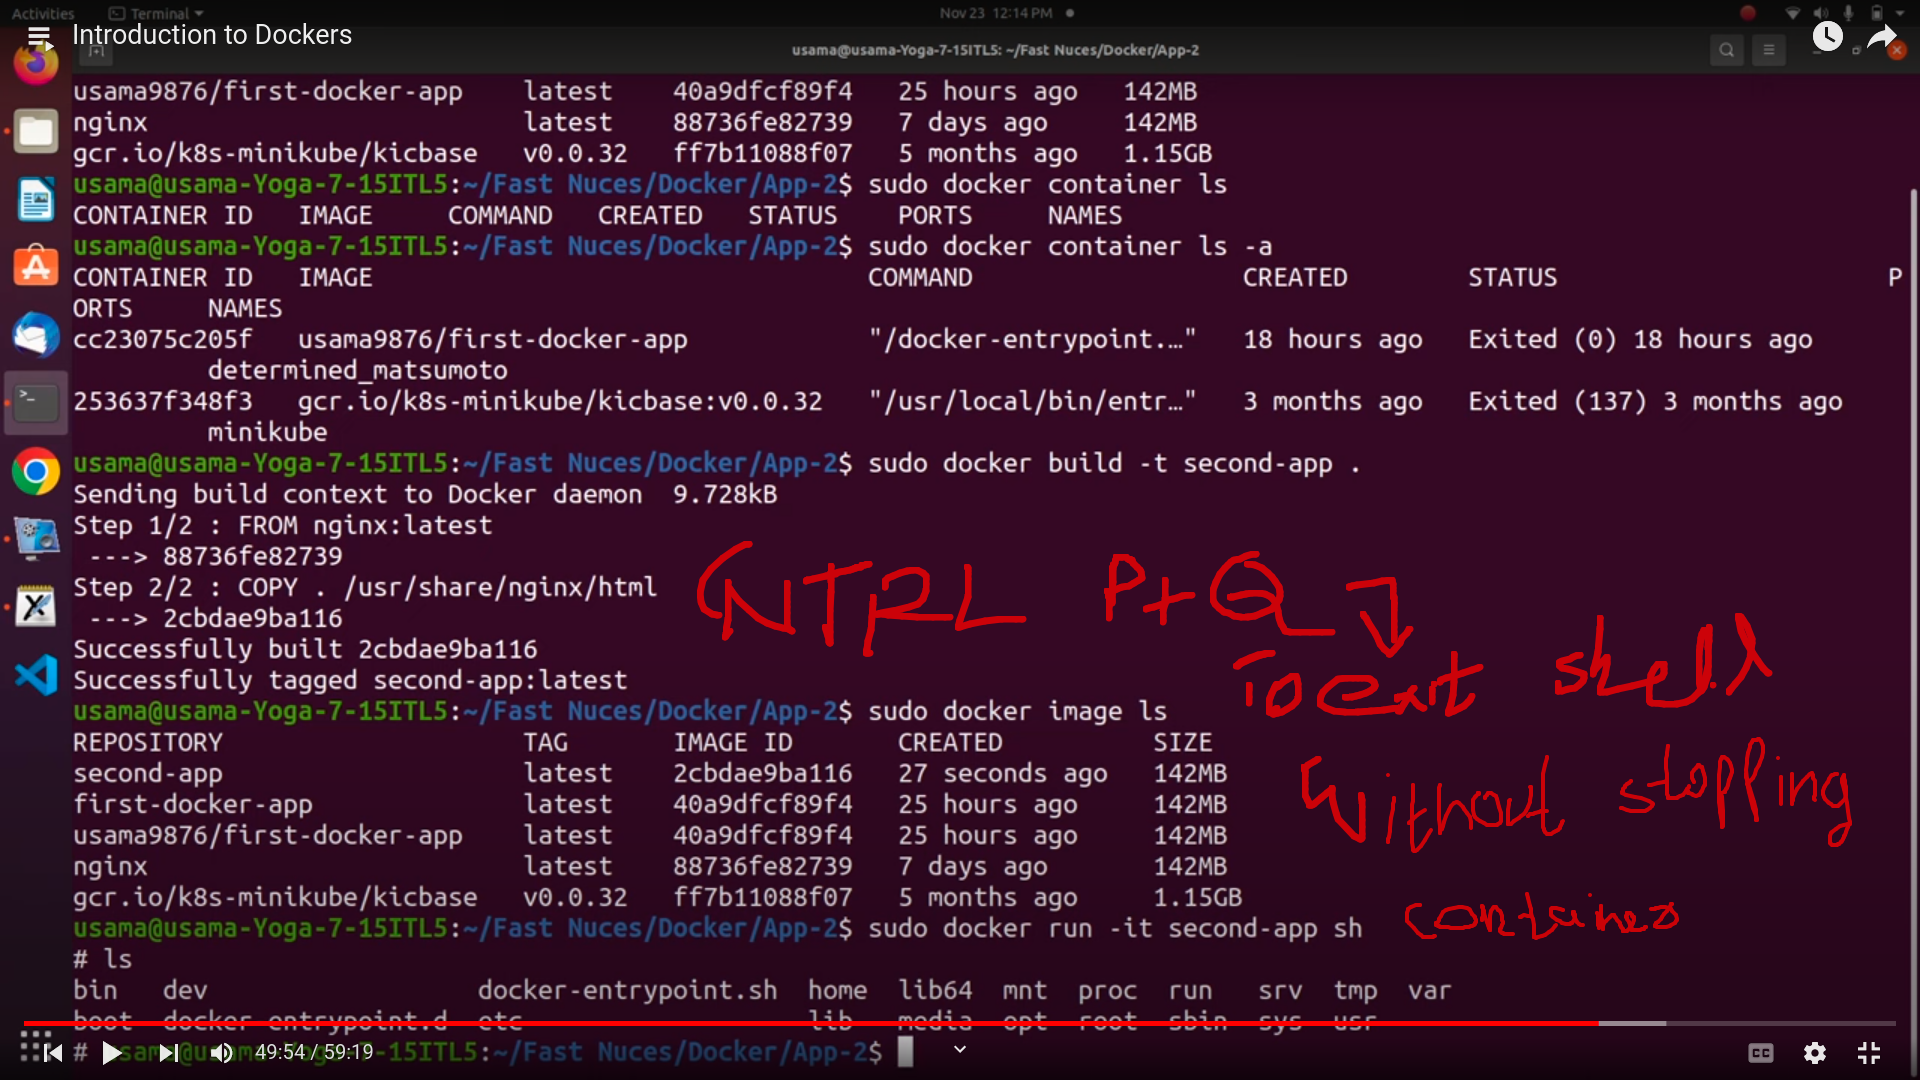 Activities Terminal Nov 23 12:14 PM
Introduction to Dockers
usama@usama-Yoga-7-15ITL5: ~/Fast Nuces/Docker/App-2
usama9876/first-docker-app latest 40a9dfcf89f4 25 hours ago 142MB
nginx latest 88736fe82739 7 days ago 142MB
gcr.io/k8s-minikube/kicbase v0.0.32 ff7b11088f07 5 months ago 1.15GB
usama@usama-Yoga-7-15ITL5:~/Fast Nuces/Docker/App-2$ sudo docker container ls
CONTAINER ID IMAGE COMMAND CREATED STATUS PORTS NAMES
usama@usama-Yoga-7-15ITL5:~/Fast Nuces/Docker/App-2$ sudo docker container ls -a
CONTAINER ID IMAGE COMMAND CREATED STATUS P
ORTS NAMES
cc23075c205f usama9876/first-docker-app "/docker-entrypoint.…" 18 hours ago Exited (0) 18 hours ago
determined_matsumoto
253637f348f3 gcr.io/k8s-minikube/kicbase:v0.0.32 "/usr/local/bin/entr…" 3 months ago Exited (137) 3 months ago
minikube
usama@usama-Yoga-7-15ITL5:~/Fast Nuces/Docker/App-2$ sudo docker build -t second-app .
Sending build context to Docker daemon 9.728kB
Step 1/2 : FROM nginx:latest
---> 88736fe82739
Step 2/2 : COPY . /usr/share/nginx/html
---> 2cbdae9ba116
CNTRL P+Q
Successfully built 2cbdae9ba116
Successfully tagged second-app:latest
To exit shell
usama@usama-Yoga-7-15ITL5:~/Fast Nuces/Docker/App-2$ sudo docker image ls
REPOSITORY TAG IMAGE ID CREATED SIZE
second-app latest 2cbdae9ba116 27 seconds ago 142MB
without stopping
first-docker-app latest 40a9dfcf89f4 25 hours ago 142MB
usama9876/first-docker-app latest 40a9dfcf89f4 25 hours ago 142MB
nginx latest 88736fe82739 7 days ago 142MB
gcr.io/k8s-minikube/kicbase v0.0.32 ff7b11088f07 5 months ago 1.15GB
container
usama@usama-Yoga-7-15ITL5:~/Fast Nuces/Docker/App-2$ sudo docker run -it second-app sh
# ls
bin dev docker-entrypoint.sh home lib64 mnt proc run srv tmp var
boot docker-entrypoint.d etc lib media opt root sbin sys usr
# usama@usama-Yoga-7-15ITL5:~/Fast Nuces/Docker/App-2$
49:54 / 59:19
CC